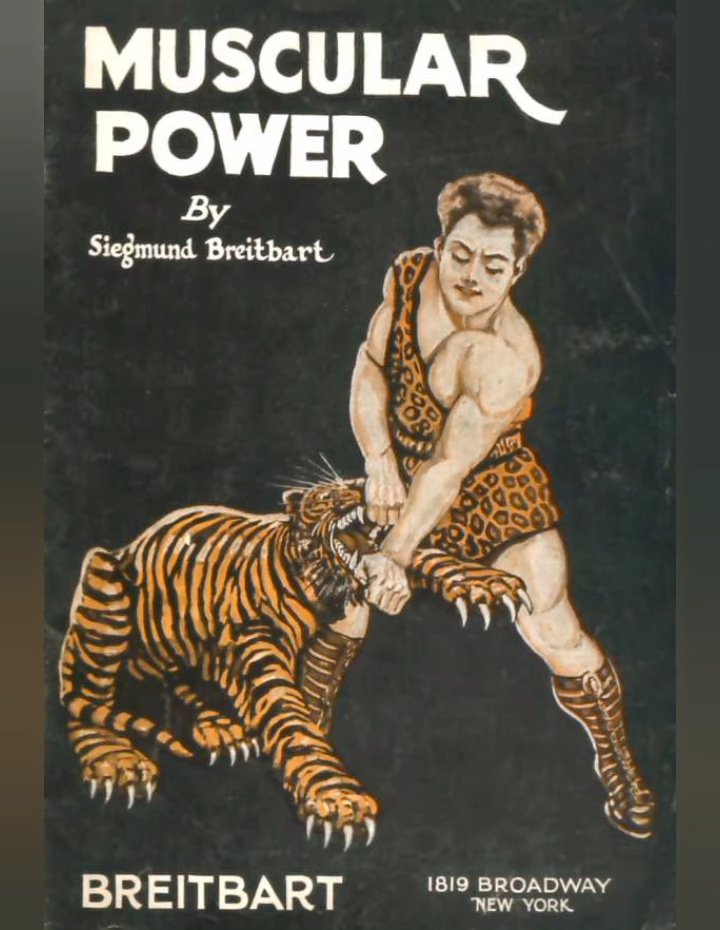 MUSCULAR
POWER
By
Siegmund Breitbart
BREITBART
1819 BROADWAY
NEW YORK